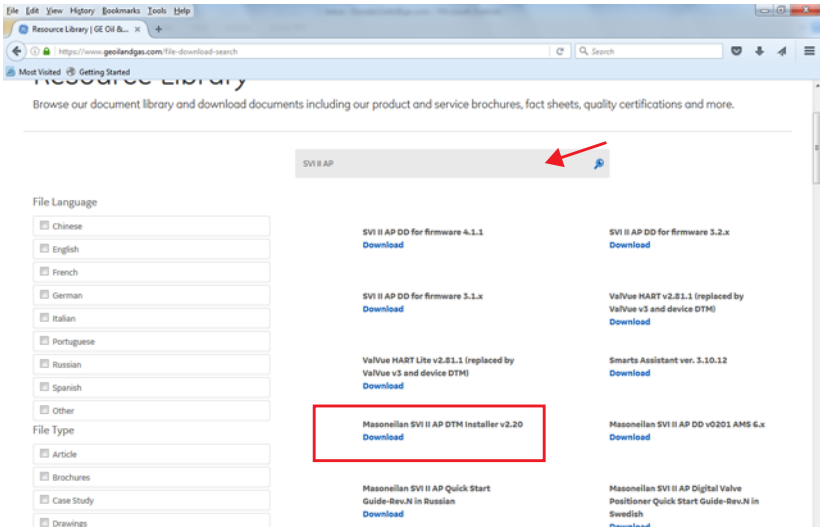 File Edit View History Bookmarks Tools Help
Resource Library | GE Oil &... × +
https://www.geoilandgas.com/file-download-search
Search
Most Visited Getting Started
Resource Library
Browse our document library and download documents including our product and service brochures, fact sheets, quality certifications and more.
SVI II AP
File Language
Chinese
English
French
German
Italian
Portuguese
Russian
Spanish
Other
File Type
Article
Brochures
Case Study
Drawings
SVI II AP DD for firmware 4.1.1
Download
SVI II AP DD for firmware 3.2.x
Download
SVI II AP DD for firmware 3.1.x
Download
ValVue HART v2.81.1 (replaced by
ValVue v3 and device DTM)
Download
ValVue HART Lite v2.81.1 (replaced by
ValVue v3 and device DTM)
Download
Smarts Assistant ver. 3.10.12
Download
Masoneilan SVI II AP DTM Installer v2.20
Download
Masoneilan SVI II AP DD v0201 AMS 6.x
Download
Masoneilan SVI II AP Quick Start
Guide-Rev.N in Russian
Download
Masoneilan SVI II AP Digital Valve
Positioner Quick Start Guide-Rev.N in
Swedish
Download